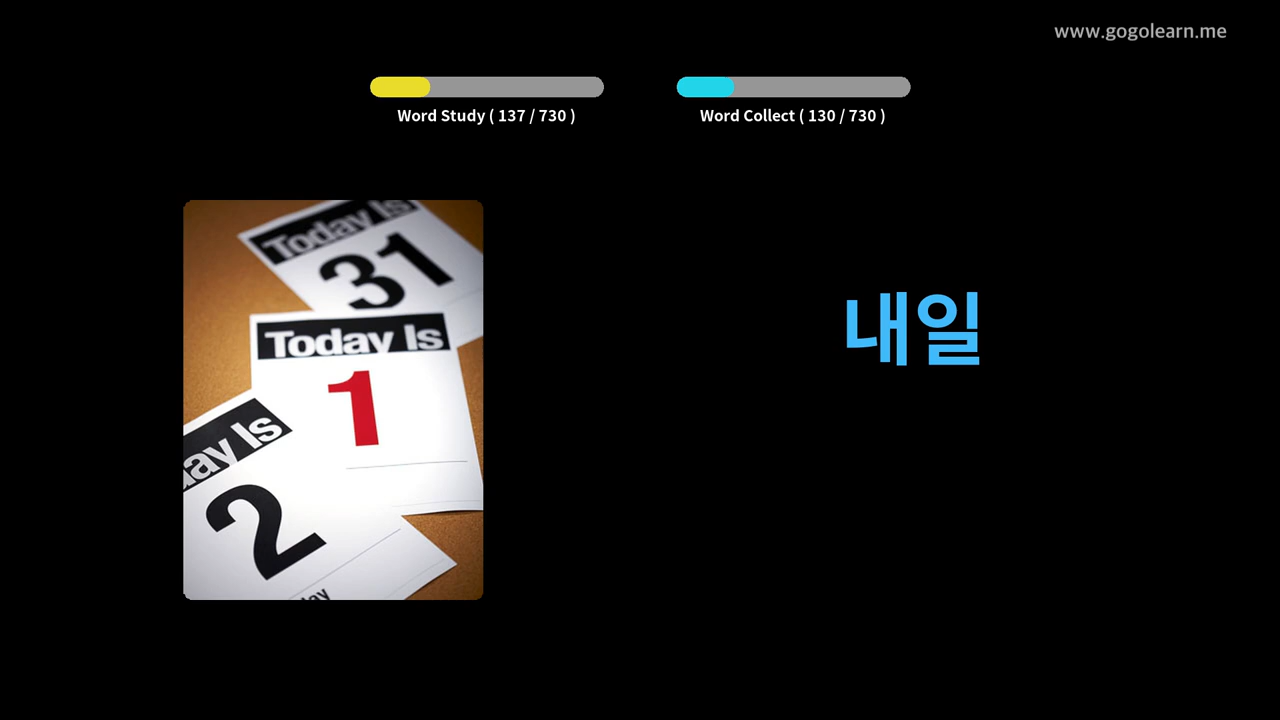 www.gogolearn.me
Word Study ( 137 / 730 )
Word Collect ( 130 / 730 )
Today Is
31
Today Is
1
ay Is
2
내일